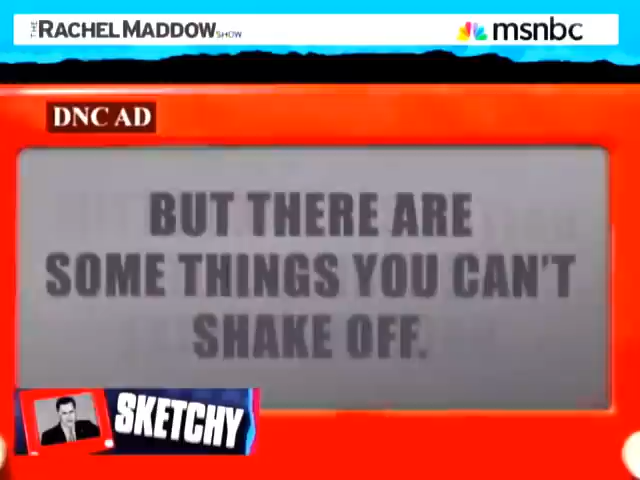 THE RACHEL MADDOW SHOW
msnbc
DNC AD
BUT THERE ARE
SOME THINGS YOU CAN'T
SHAKE OFF.
SKETCHY